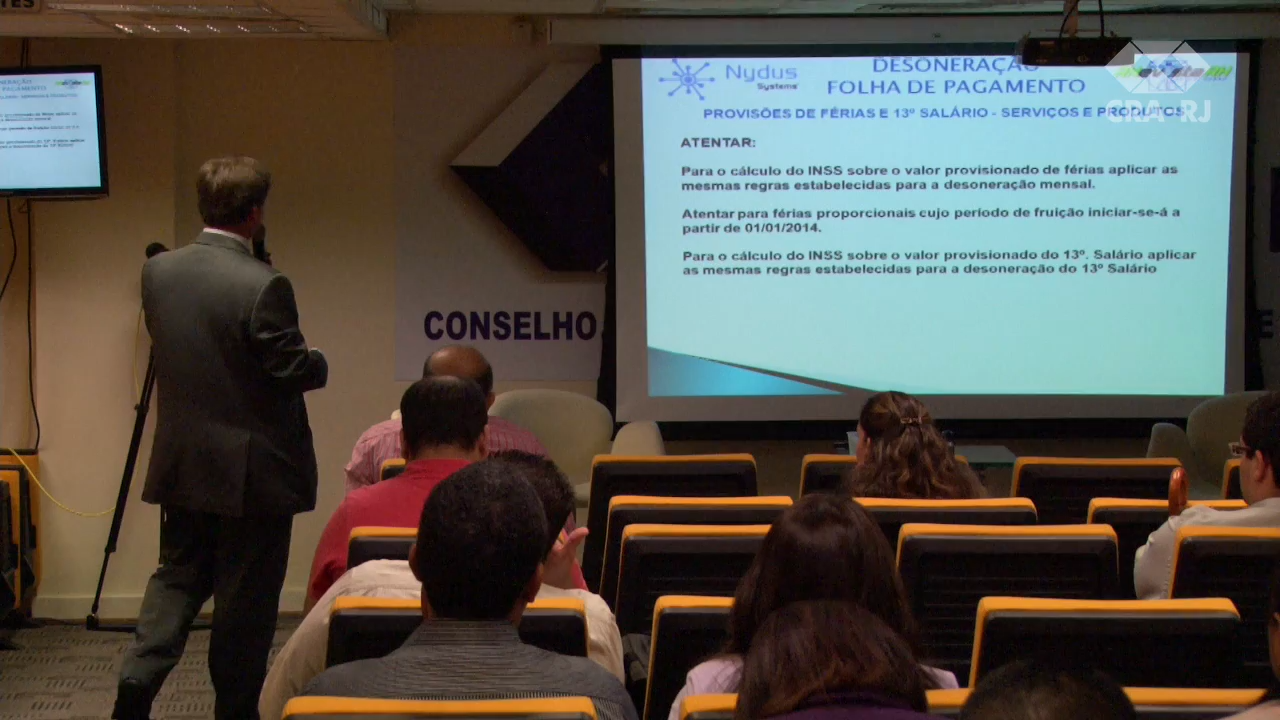 TES
DESONERAÇÃO
Nydus
Systems
FOLHA DE PAGAMENTO
CRA-RJ
PROVISÕES DE FÉRIAS E 13º SALÁRIO - SERVIÇOS E PRODUTOS
ATENTAR:
Para o cálculo do INSS sobre o valor provisionado de férias aplicar as
mesmas regras estabelecidas para a desoneração mensal.
Atentar para férias proporcionais cujo período de fruição iniciar-se-á a
partir de 01/01/2014.
Para o cálculo do INSS sobre o valor provisionado do 13º. Salário aplicar
as mesmas regras estabelecidas para a desoneração do 13º Salário
CONSELHO
E